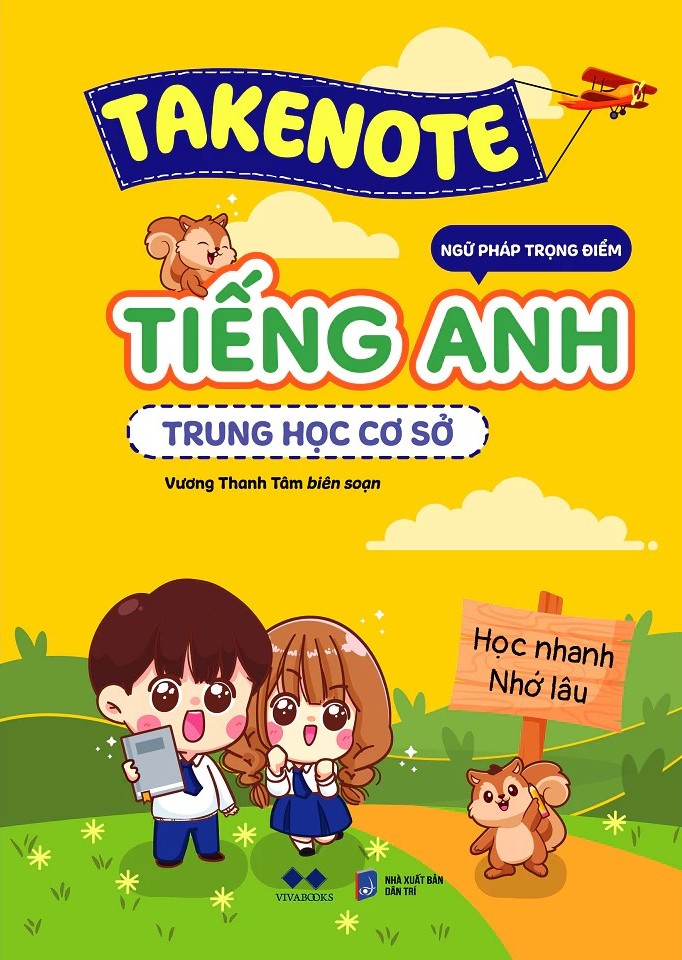 TAKENOTE
NGỮ PHÁP TRỌNG ĐIỂM
TIẾNG ANH
TRUNG HỌC CƠ SỞ
Vương Thanh Tâm biên soạn
Học nhanh
Nhớ lâu
VIVABOOKS
NHÀ XUẤT BẢN
DÂN TRÍ